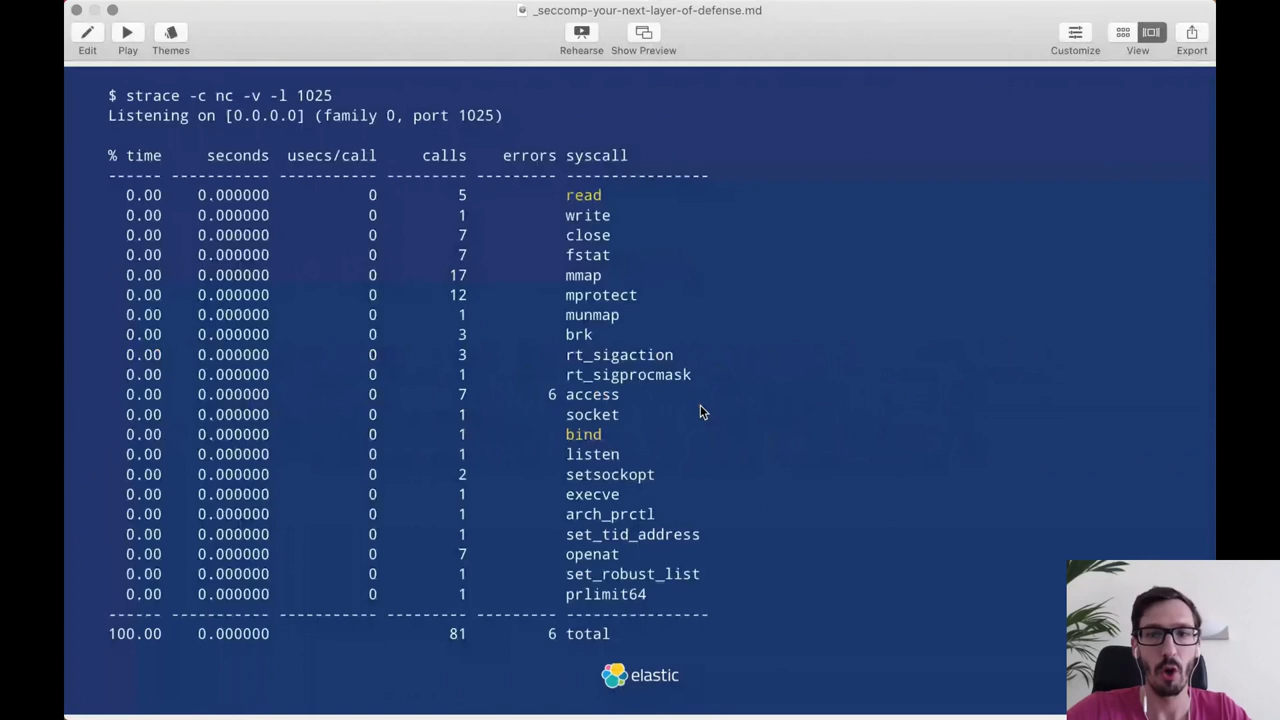 _seccomp-your-next-layer-of-defense.md
Edit Play Themes Rehearse Show Preview Customize View Export
$ strace -c nc -v -l 1025
Listening on [0.0.0.0] (family 0, port 1025)
% time seconds usecs/call calls errors syscall
------ ----------- ----------- --------- --------- ----------------
0.00 0.000000 0 5 read
0.00 0.000000 0 1 write
0.00 0.000000 0 7 close
0.00 0.000000 0 7 fstat
0.00 0.000000 0 17 mmap
0.00 0.000000 0 12 mprotect
0.00 0.000000 0 1 munmap
0.00 0.000000 0 3 brk
0.00 0.000000 0 3 rt_sigaction
0.00 0.000000 0 1 rt_sigprocmask
0.00 0.000000 0 7 6 access
0.00 0.000000 0 1 socket
0.00 0.000000 0 1 bind
0.00 0.000000 0 1 listen
0.00 0.000000 0 2 setsockopt
0.00 0.000000 0 1 execve
0.00 0.000000 0 1 arch_prctl
0.00 0.000000 0 1 set_tid_address
0.00 0.000000 0 7 openat
0.00 0.000000 0 1 set_robust_list
0.00 0.000000 0 1 prlimit64
------ ----------- ----------- --------- --------- ----------------
100.00 0.000000 81 6 total
elastic